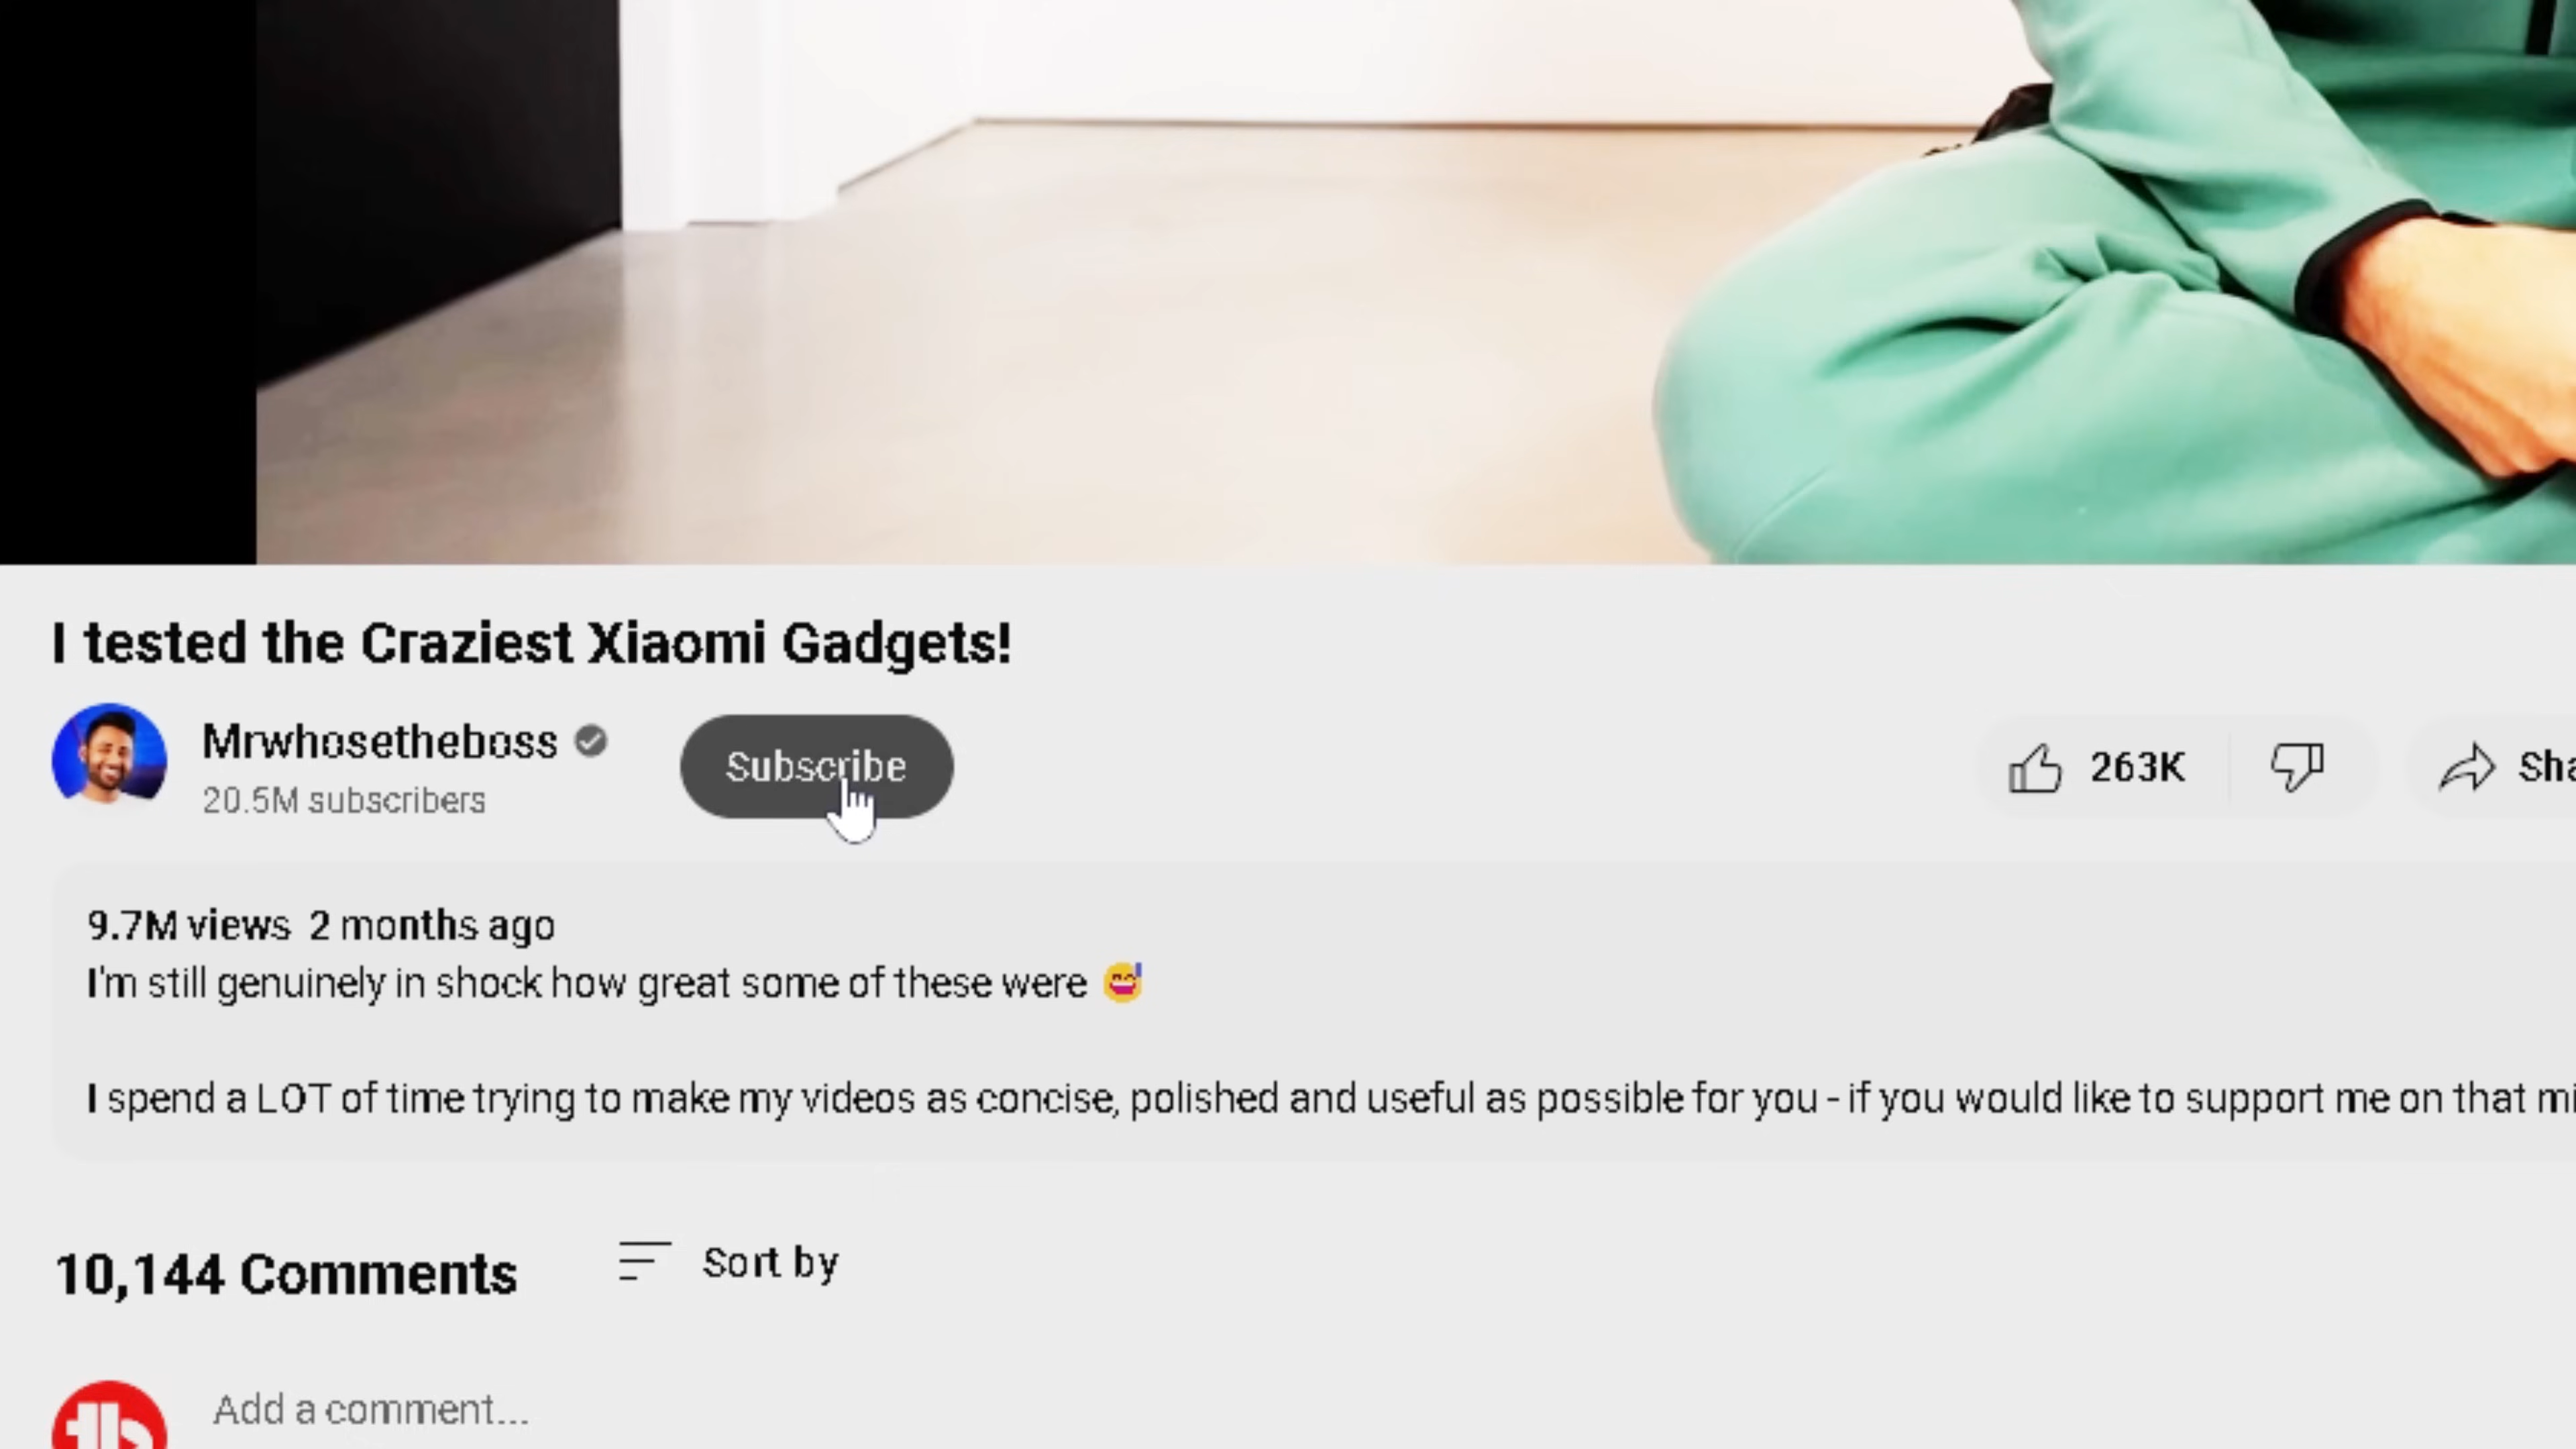 I tested the Craziest Xiaomi Gadgets!
Mrwhosetheboss
20.5M subscribers
Subscribe
263K
Sha
9.7M views 2 months ago
I'm still genuinely in shock how great some of these were 😅
I spend a LOT of time trying to make my videos as concise, polished and useful as possible for you - if you would like to support me on that mi
10,144 Comments
Sort by
Add a comment...